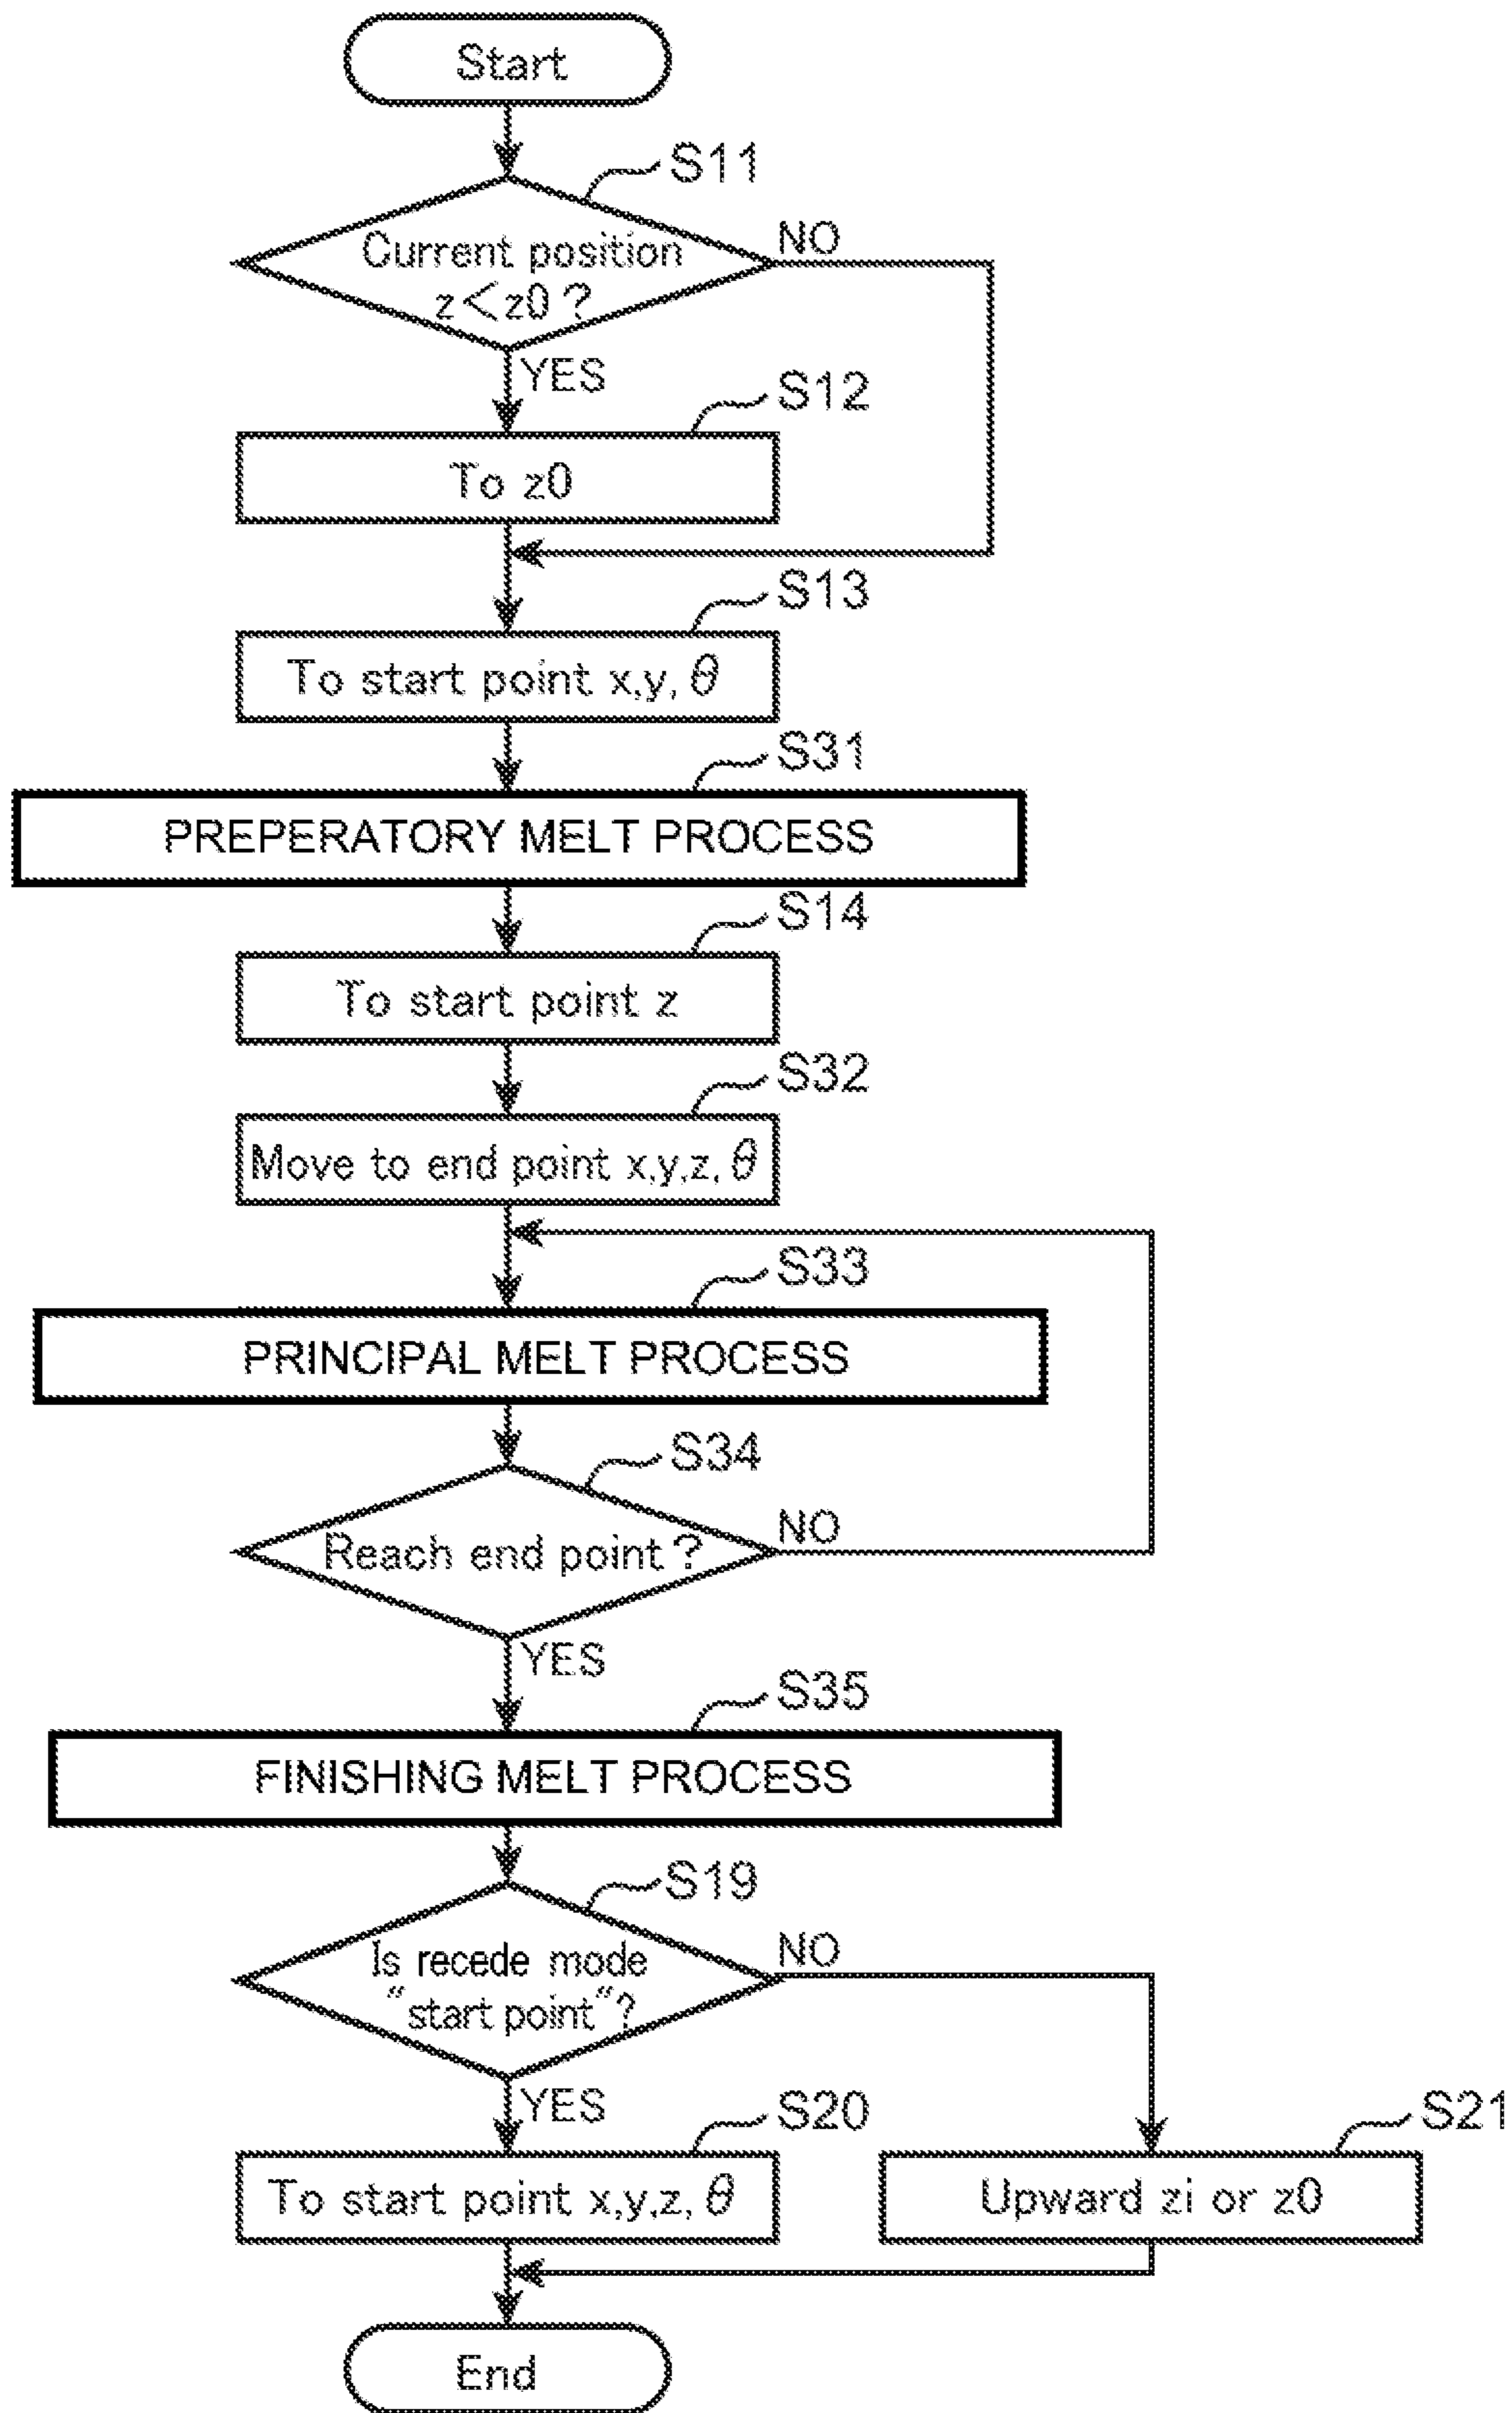 Start
S11
Current position
z<z0?
NO
YES
S12
To z0
S13
To start point x,y,θ
S31
PREPERATORY MELT PROCESS
S14
To start point z
S32
Move to end point x,y,z,θ
S33
PRINCIPAL MELT PROCESS
S34
Reach end point?
NO
YES
S35
FINISHING MELT PROCESS
S19
Is recede mode
“start point“?
NO
YES
S20
To start point x,y,z,θ
S21
Upward zi or z0
End